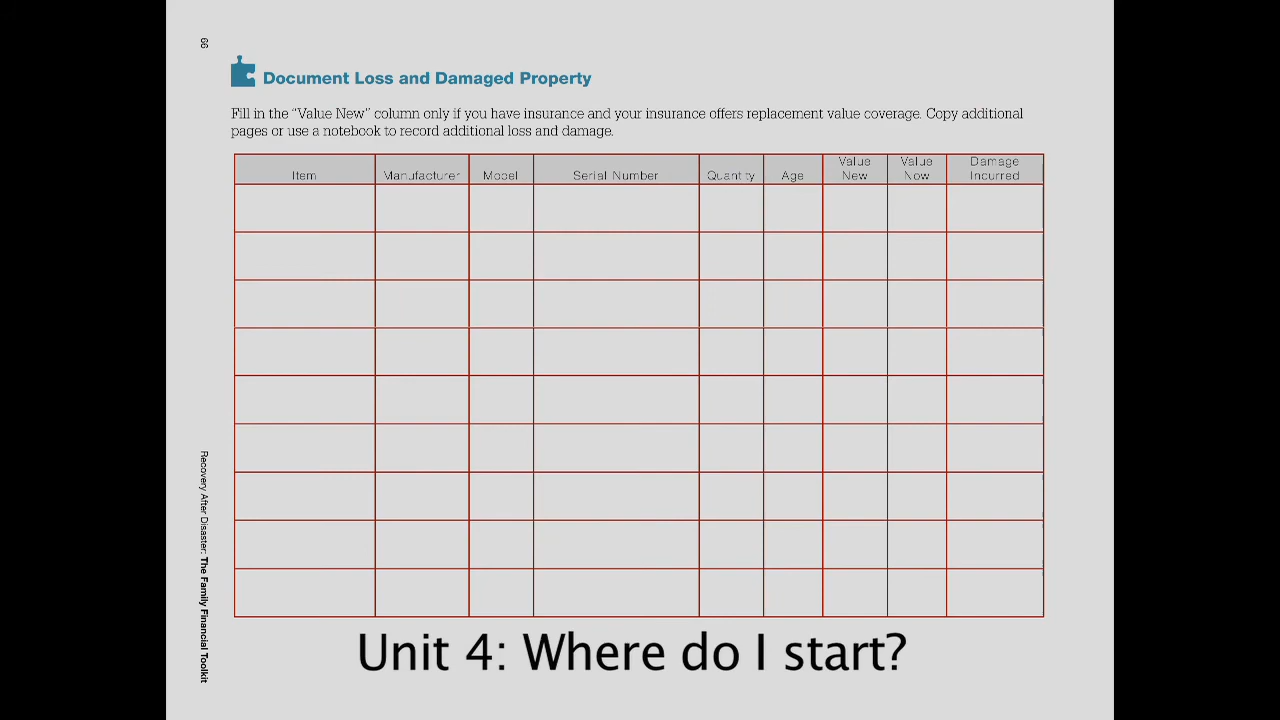 66
Document Loss and Damaged Property
Fill in the “Value New” column only if you have insurance and your insurance offers replacement value coverage. Copy additional
pages or use a notebook to record additional loss and damage.
Item Manufacturer Model Serial Number Quantity Age Value New Value Now Damage Incurred
Recovery After Disaster: The Family Financial Toolkit
Unit 4: Where do I start?